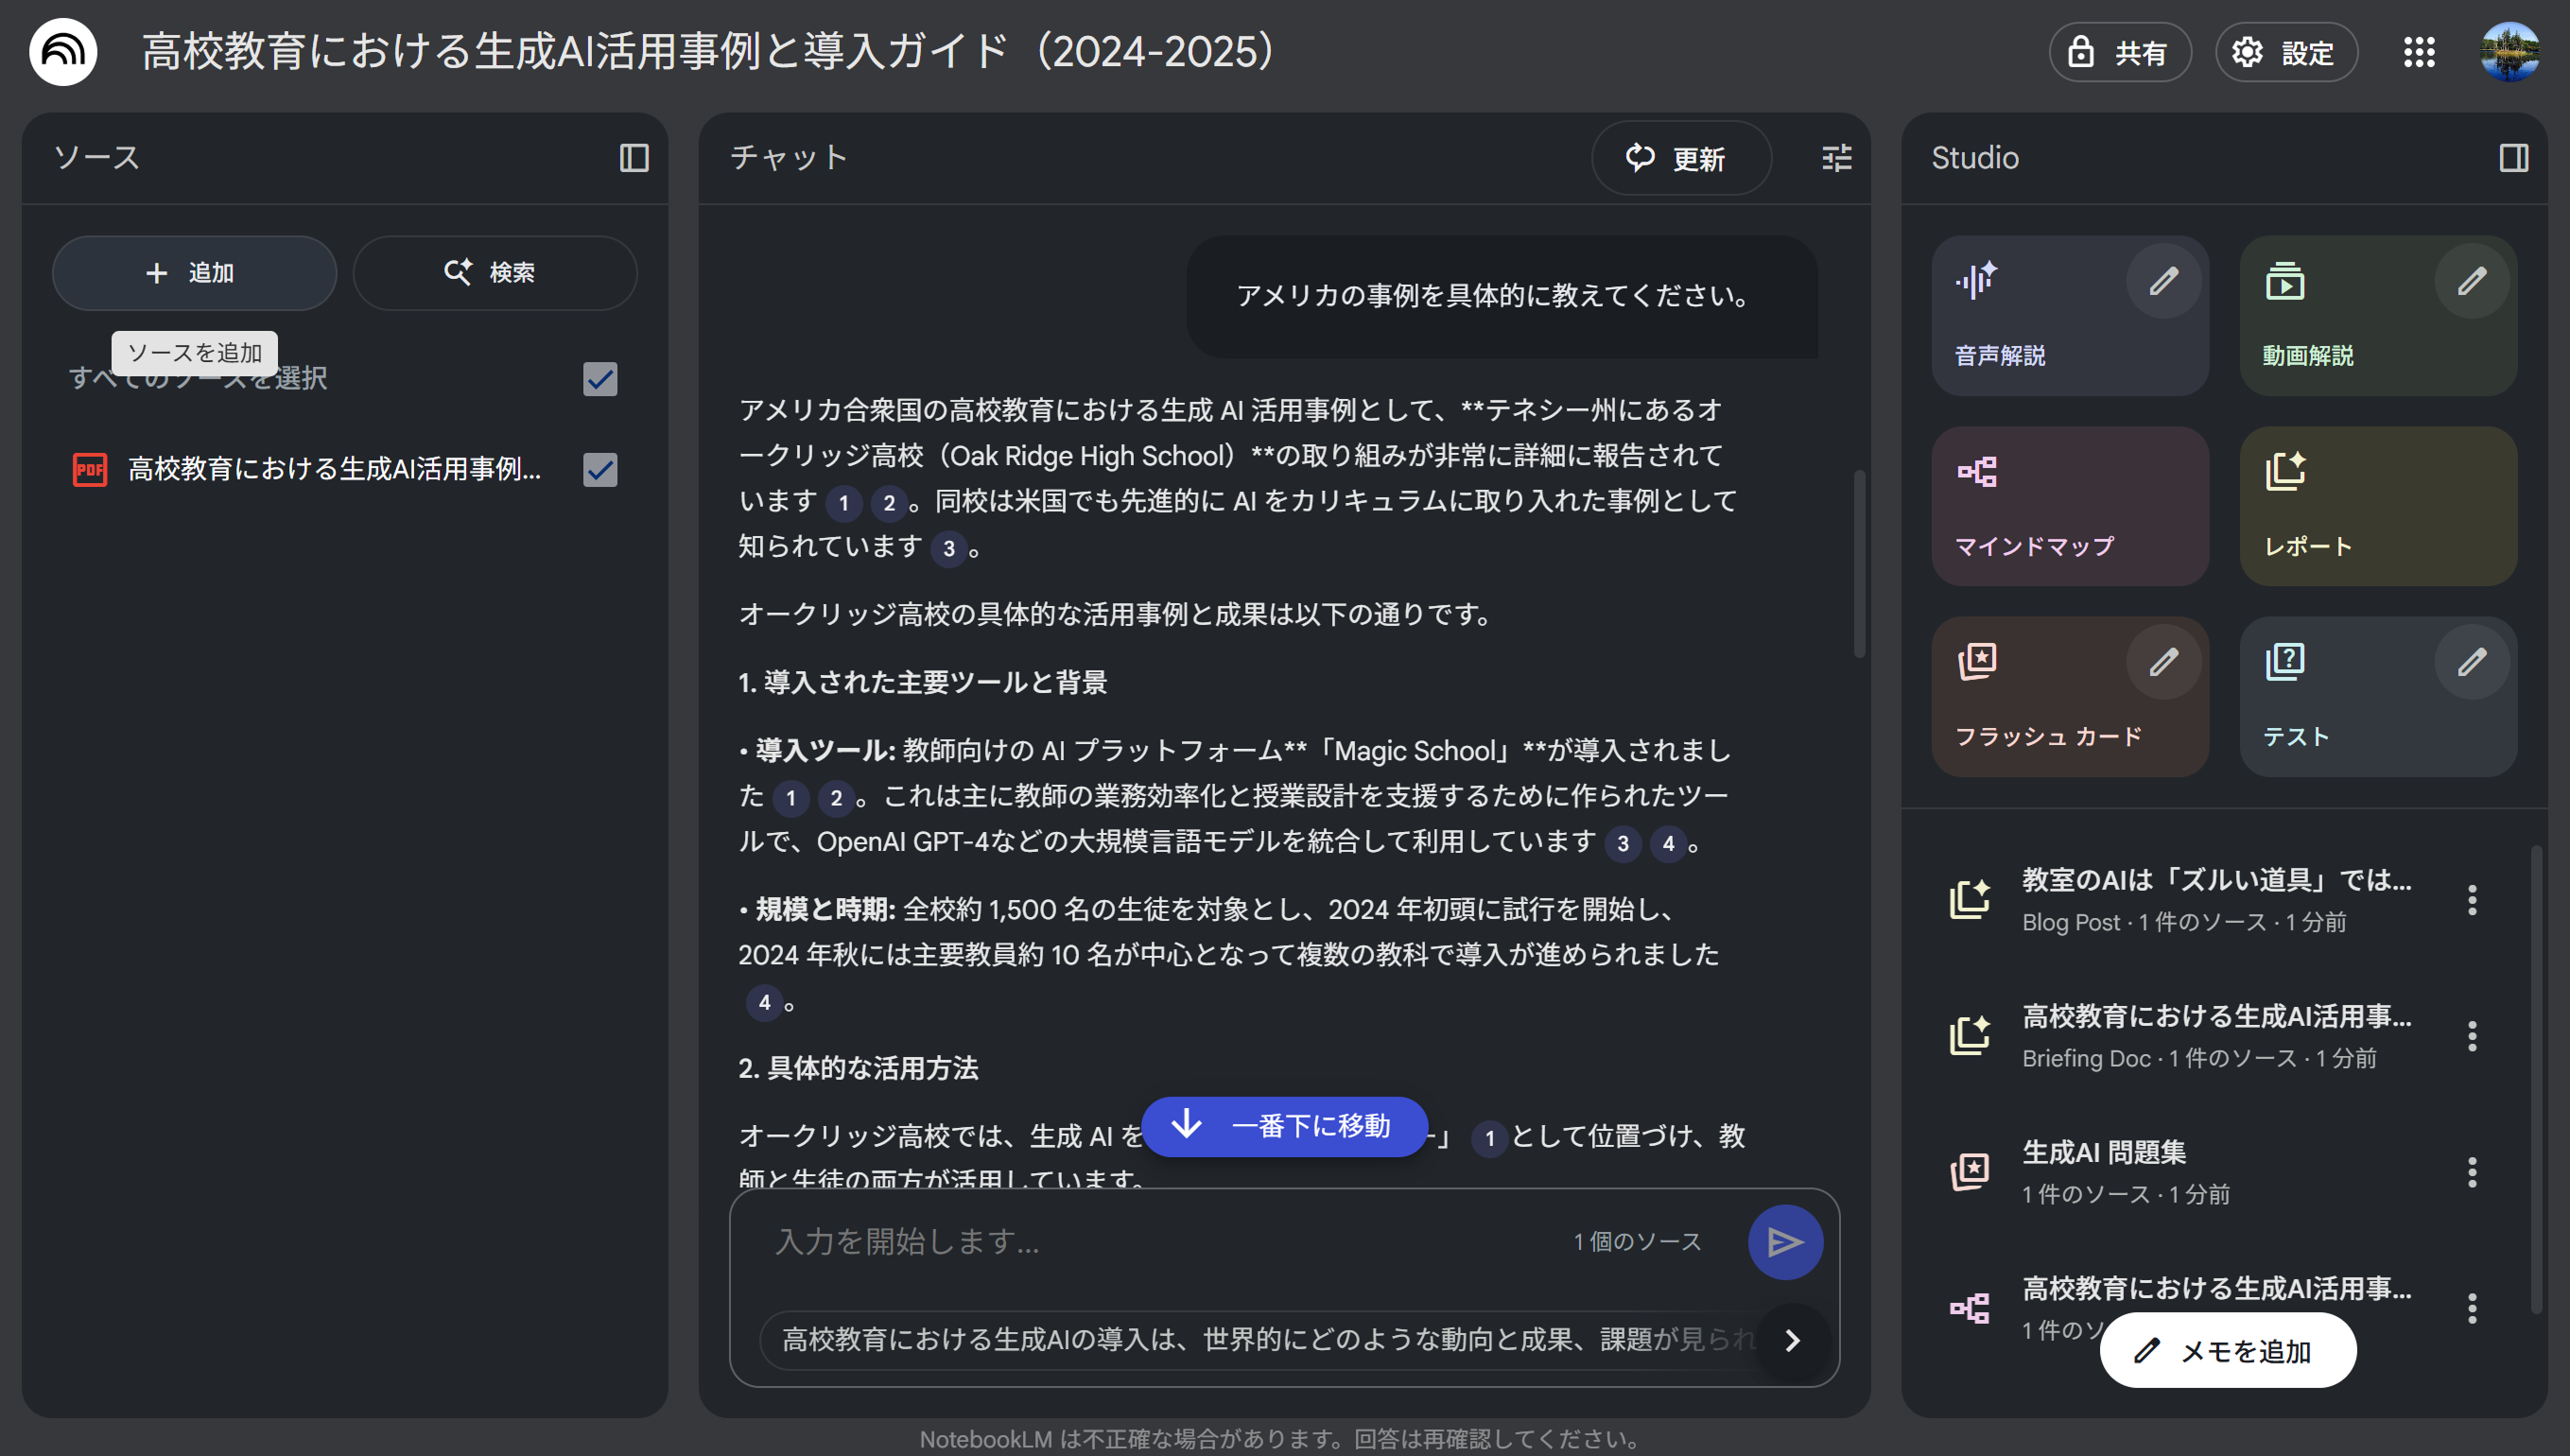 高校教育における生成AI活用事例と導入ガイド（2024-2025）
共有
設定
ソース
追加
検索
ソースを追加
すべてのソースを選択
PDF
高校教育における生成AI活用事例...
チャット
更新
アメリカの事例を具体的に教えてください。
アメリカ合衆国の高校教育における生成 AI 活用事例として、**テネシー州にあるオ
ークリッジ高校（Oak Ridge High School）**の取り組みが非常に詳細に報告されて
います 1 2 。同校は米国でも先進的に AI をカリキュラムに取り入れた事例として
知られています 3 。
オークリッジ高校の具体的な活用事例と成果は以下の通りです。
1. 導入された主要ツールと背景
• 導入ツール: 教師向けの AI プラットフォーム**「Magic School」**が導入されまし
た 1 2 。これは主に教師の業務効率化と授業設計を支援するために作られたツー
ルで、OpenAI GPT-4などの大規模言語モデルを統合して利用しています 3 4 。
• 規模と時期: 全校約 1,500 名の生徒を対象とし、2024 年初頭に試行を開始し、
2024 年秋には主要教員約 10 名が中心となって複数の教科で導入が進められました
4 。
2. 具体的な活用方法
オークリッジ高校では、生成 AI を
一番下に移動
」 1 として位置づけ、教
師と生徒の両方が活用しています。
入力を開始します...
1 個のソース
高校教育における生成AIの導入は、世界的にどのような動向と成果、課題が見られ
Studio
音声解説
動画解説
マインドマップ
レポート
フラッシュ カード
テスト
教室のAIは「ズルい道具」では...
Blog Post · 1 件のソース · 1 分前
高校教育における生成AI活用事...
Briefing Doc · 1 件のソース · 1 分前
生成AI 問題集
1 件のソース · 1 分前
高校教育における生成AI活用事...
1 件のソ
メモを追加
NotebookLM は不正確な場合があります。回答は再確認してください。